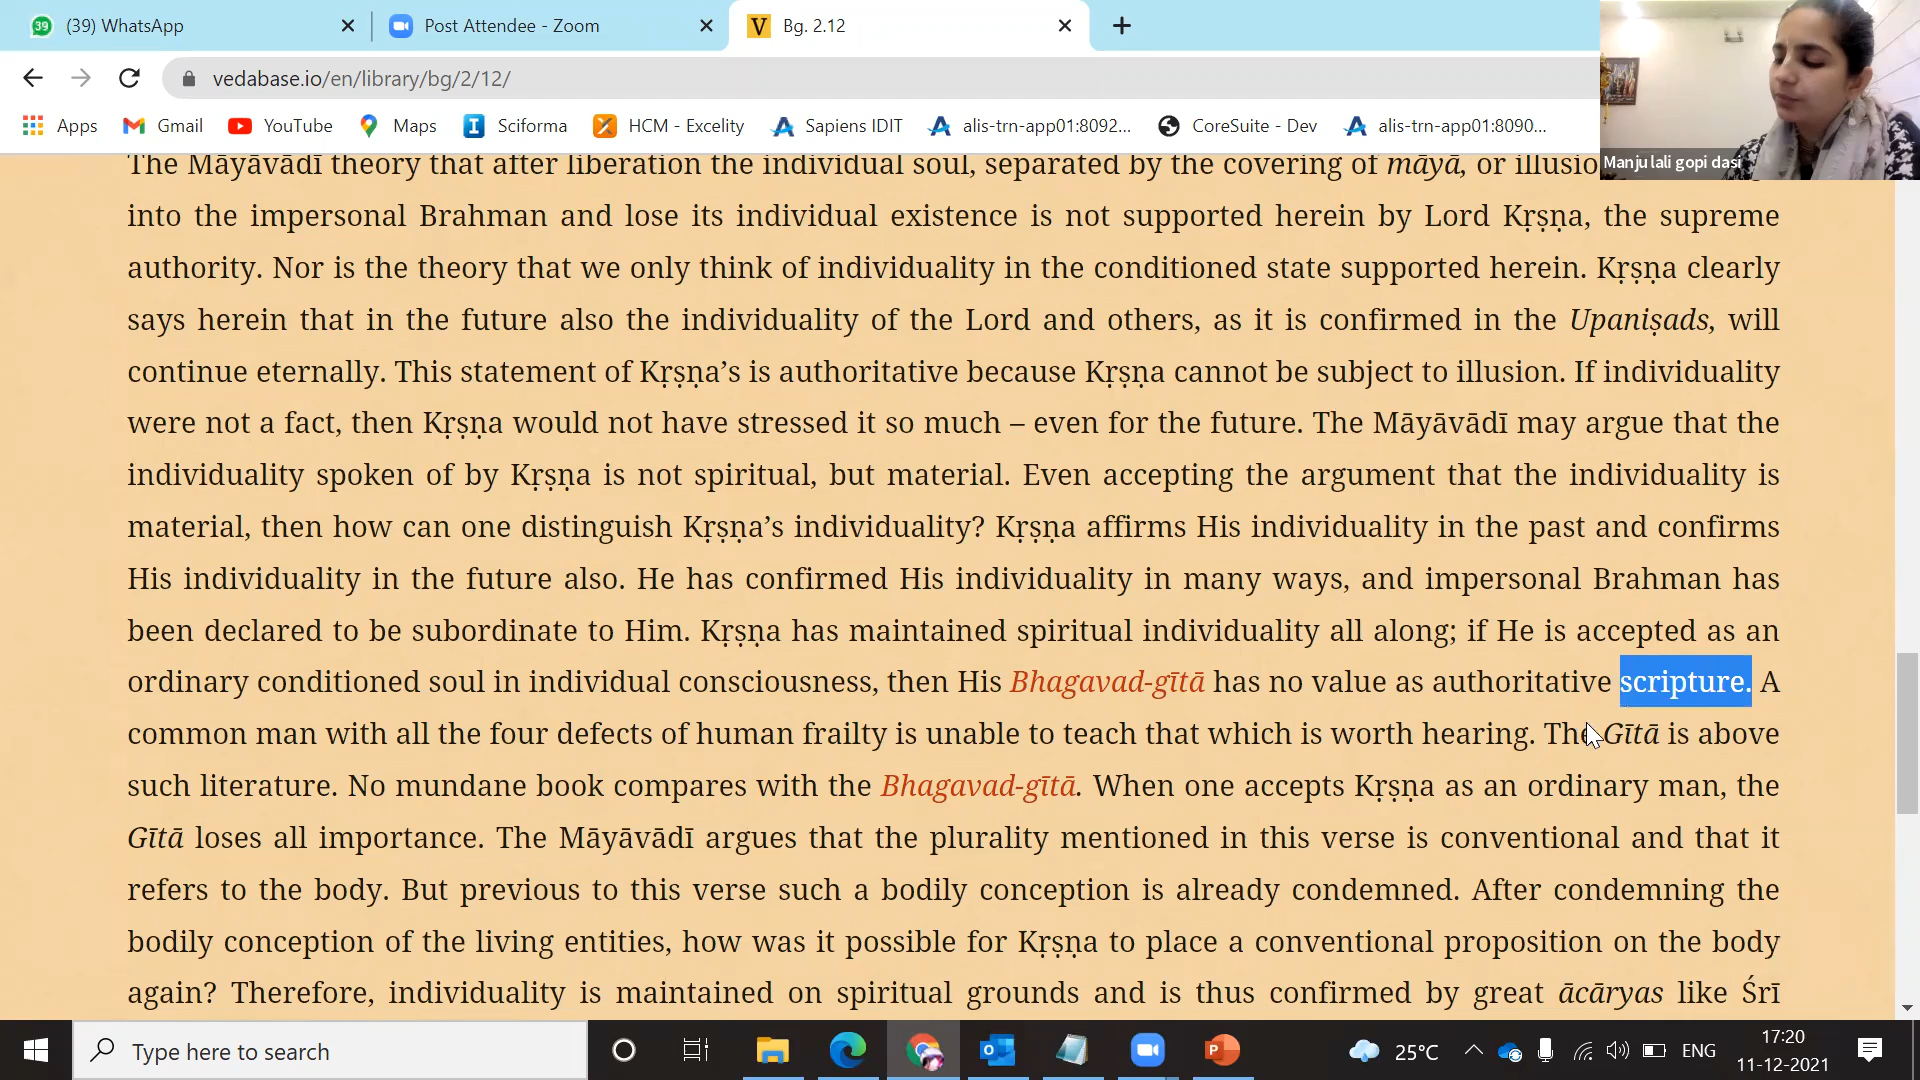 39 (39) WhatsApp Post Attendee - Zoom V Bg. 2.12
vedabase.io/en/library/bg/2/12/
Apps Gmail YouTube Maps I Sciforma HCM - Excelity Sapiens IDIT alis-trn-app01:8092... CoreSuite - Dev alis-trn-app01:8090...
Manju lali gopi dasi
The Māyāvādī theory that after liberation the individual soul, separated by the covering of māyā, or illusio
into the impersonal Brahman and lose its individual existence is not supported herein by Lord Kṛṣṇa, the supreme
authority. Nor is the theory that we only think of individuality in the conditioned state supported herein. Kṛṣṇa clearly
says herein that in the future also the individuality of the Lord and others, as it is confirmed in the Upaniṣads, will
continue eternally. This statement of Kṛṣṇa’s is authoritative because Kṛṣṇa cannot be subject to illusion. If individuality
were not a fact, then Kṛṣṇa would not have stressed it so much – even for the future. The Māyāvādī may argue that the
individuality spoken of by Kṛṣṇa is not spiritual, but material. Even accepting the argument that the individuality is
material, then how can one distinguish Kṛṣṇa’s individuality? Kṛṣṇa affirms His individuality in the past and confirms
His individuality in the future also. He has confirmed His individuality in many ways, and impersonal Brahman has
been declared to be subordinate to Him. Kṛṣṇa has maintained spiritual individuality all along; if He is accepted as an
ordinary conditioned soul in individual consciousness, then His Bhagavad-gītā has no value as authoritative scripture. A
common man with all the four defects of human frailty is unable to teach that which is worth hearing. The Gītā is above
such literature. No mundane book compares with the Bhagavad-gītā. When one accepts Kṛṣṇa as an ordinary man, the
Gītā loses all importance. The Māyāvādī argues that the plurality mentioned in this verse is conventional and that it
refers to the body. But previous to this verse such a bodily conception is already condemned. After condemning the
bodily conception of the living entities, how was it possible for Kṛṣṇa to place a conventional proposition on the body
again? Therefore, individuality is maintained on spiritual grounds and is thus confirmed by great ācāryas like Śrī
Type here to search 25°C ENG 17:20
11-12-2021